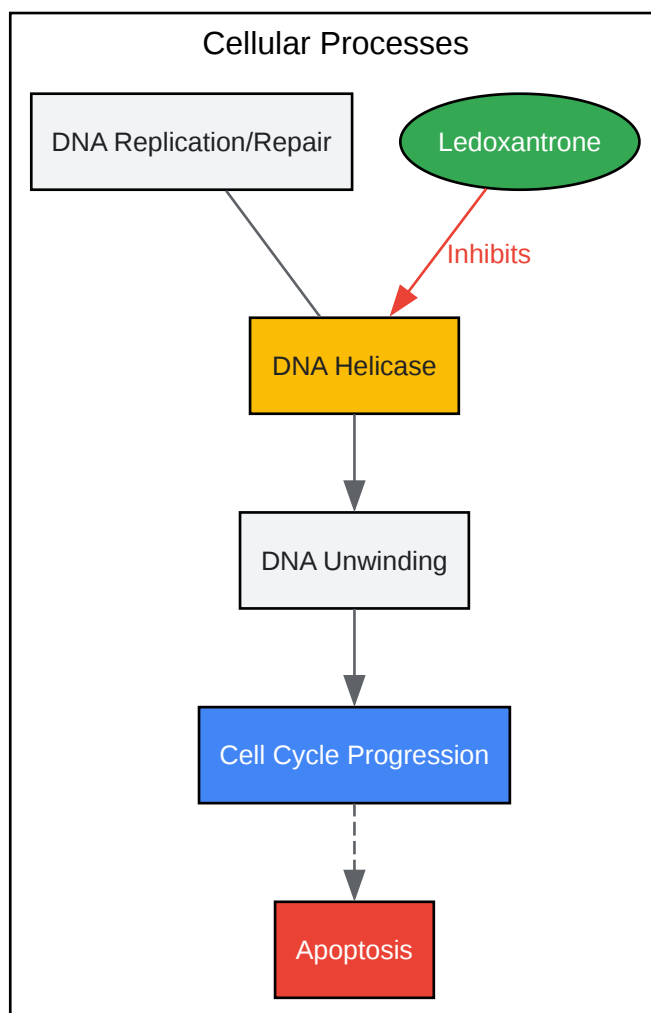 Cellular Processes
DNA Replication/Repair
Ledoxantrone
Inhibits
DNA Helicase
DNA Unwinding
Cell Cycle Progression
Apoptosis